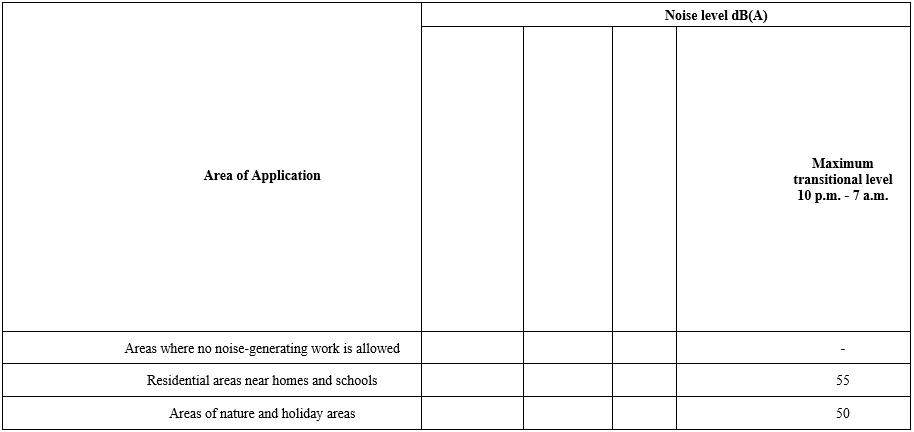 Noise level dB(A)
Area of Application
Maximum
transitional level
10 p.m. - 7 a.m.
Areas where no noise-generating work is allowed
-
Residential areas near homes and schools
55
Areas of nature and holiday areas
50